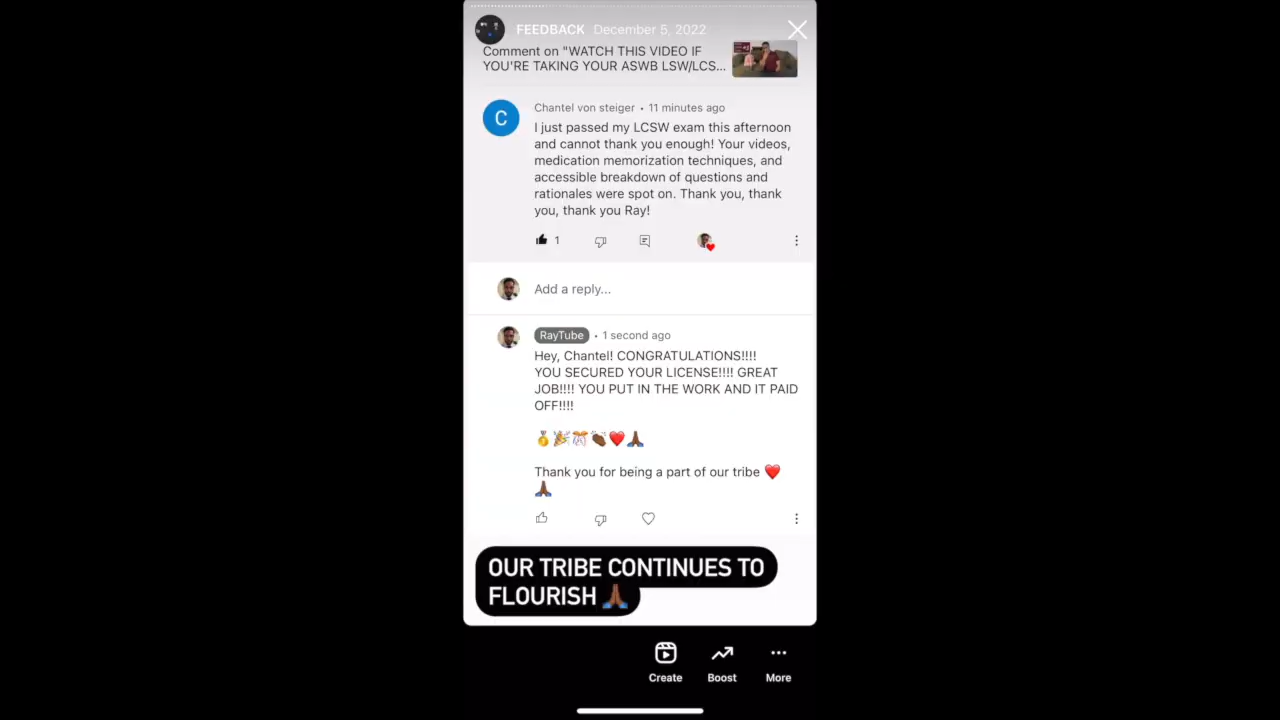 FEEDBACK December 5, 2022
Comment on "WATCH THIS VIDEO IF
YOU'RE TAKING YOUR ASWB LSW/LCS...
C
Chantel von steiger • 11 minutes ago
I just passed my LCSW exam this afternoon
and cannot thank you enough! Your videos,
medication memorization techniques, and
accessible breakdown of questions and
rationales were spot on. Thank you, thank
you, thank you Ray!
1
Add a reply...
RayTube • 1 second ago
Hey, Chantel! CONGRATULATIONS!!!!
YOU SECURED YOUR LICENSE!!!! GREAT
JOB!!!! YOU PUT IN THE WORK AND IT PAID
OFF!!!!
🥇🎉🎊👏🏾❤️🙏🏾
Thank you for being a part of our tribe ❤️
🙏🏾
OUR TRIBE CONTINUES TO
FLOURISH 🙏🏾
Create Boost More